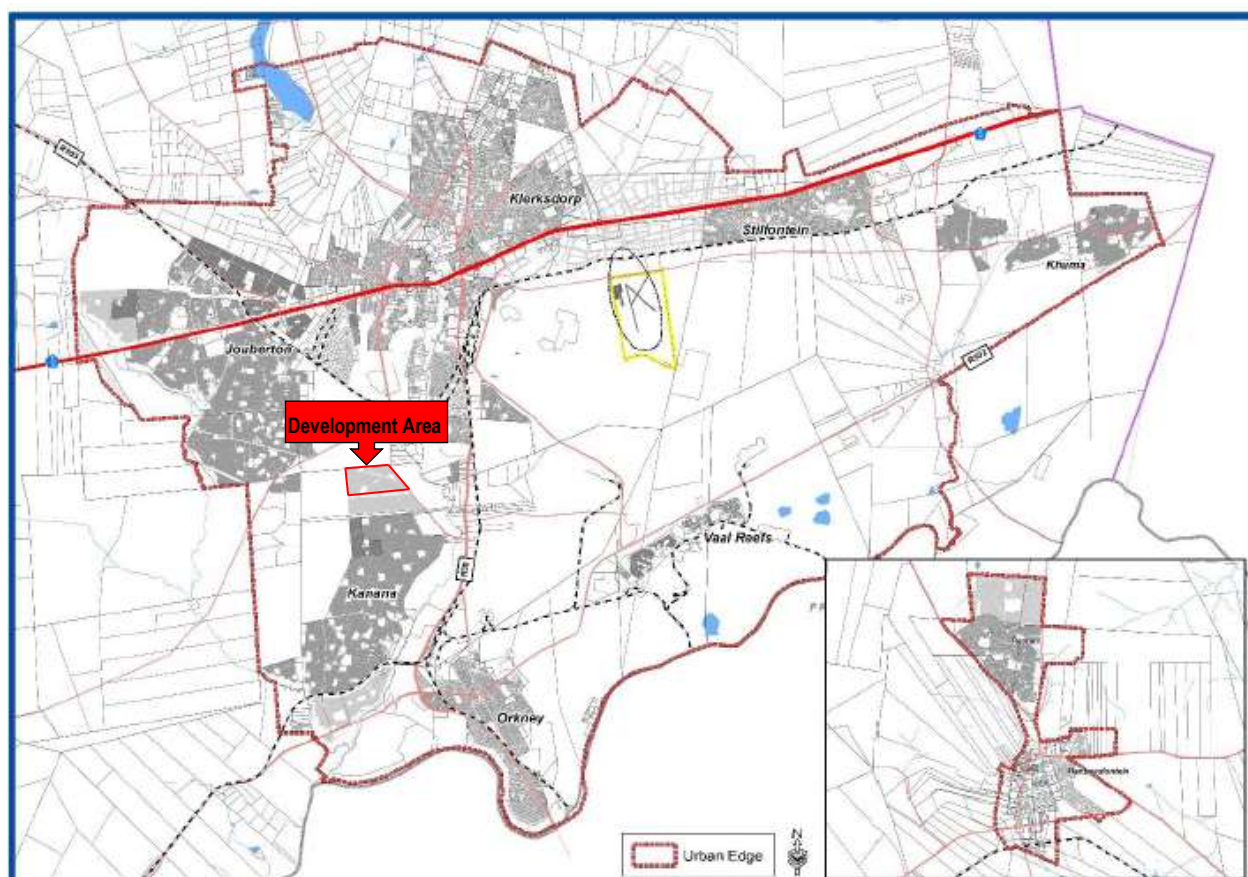 Klerksdorp
Stilfontein
Khuma
Jouberton
Development Area
Vaal Reefs
Kanana
Orkney
Urban Edge
N